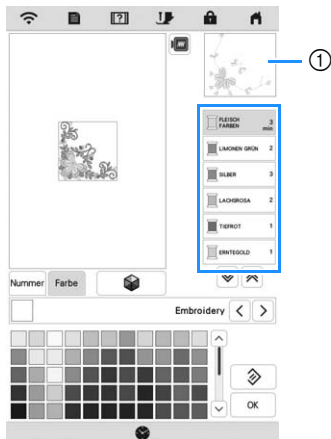 ①
FLEISCH
FARBEN 3
min
LIMONEN GRÜN 2
SILBER 3
LACHSROSA 2
TIEFROT 1
ERNTEGOLD 1
Nummer Farbe
Embroidery
OK